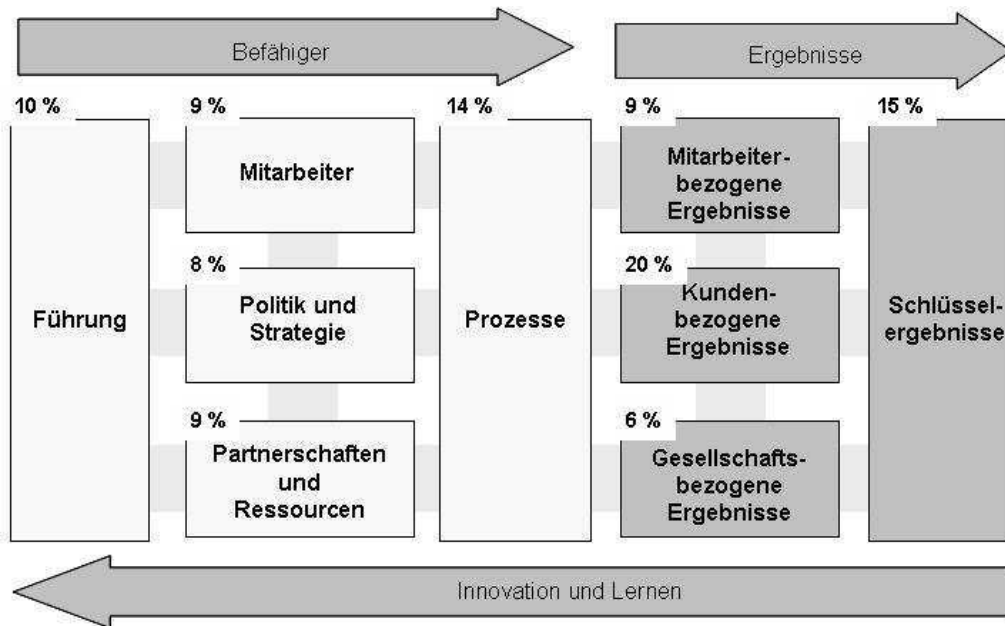 Befähiger
Ergebnisse
10 %
9 %
14 %
9 %
15 %
Mitarbeiter
Mitarbeiter-
bezogene
Ergebnisse
8 %
20 %
Führung
Politik und
Strategie
Prozesse
Kunden-
bezogene
Ergebnisse
Schlüssel-
ergebnisse
9 %
6 %
Partnerschaften
und
Ressourcen
Gesellschafts-
bezogene
Ergebnisse
Innovation und Lernen